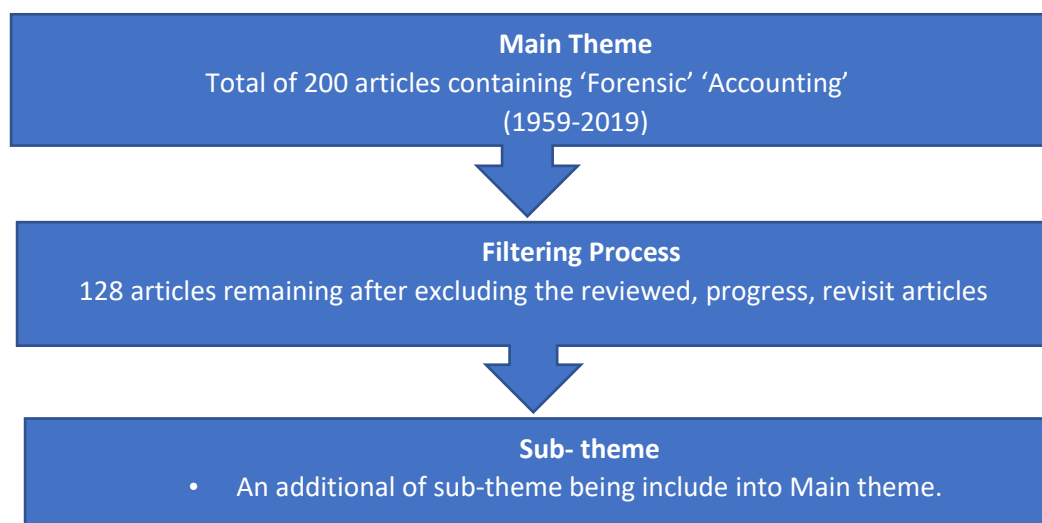 Main Theme
Total of 200 articles containing ‘Forensic’ ‘Accounting’
(1959-2019)
Filtering Process
128 articles remaining after excluding the reviewed, progress, revisit articles
Sub- theme
• An additional of sub-theme being include into Main theme.